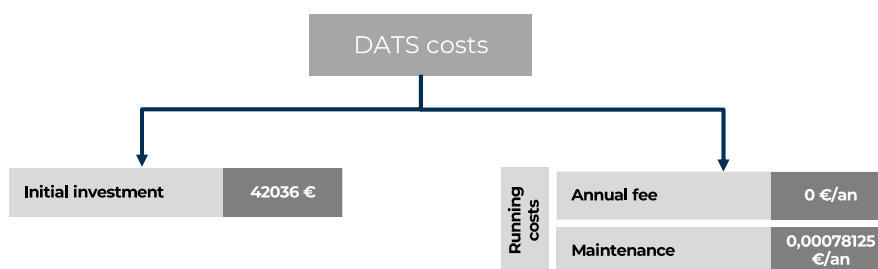 DATS costs
Initial investment
42036 €
Running
costs
Annual fee
0 €/an
Maintenance
0,00078125
€/an